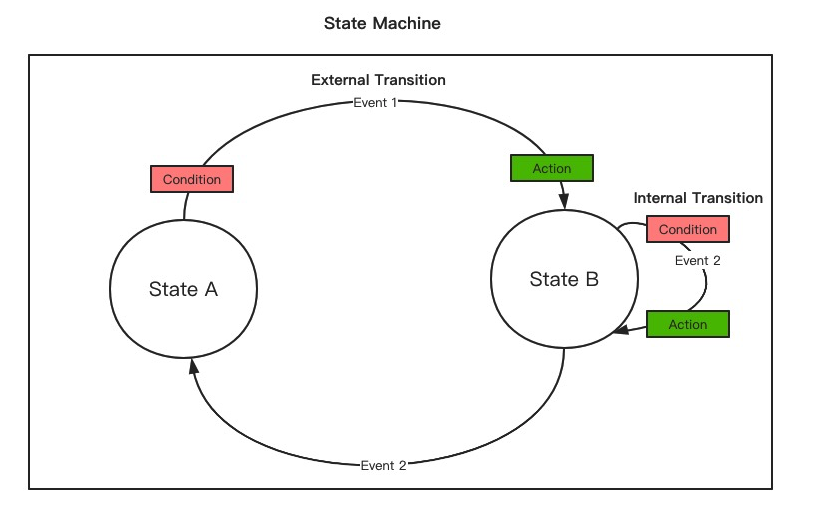 State Machine
External Transition
Event 1
Condition
Action
Internal Transition
Condition
Event 2
Action
State A
State B
Event 2